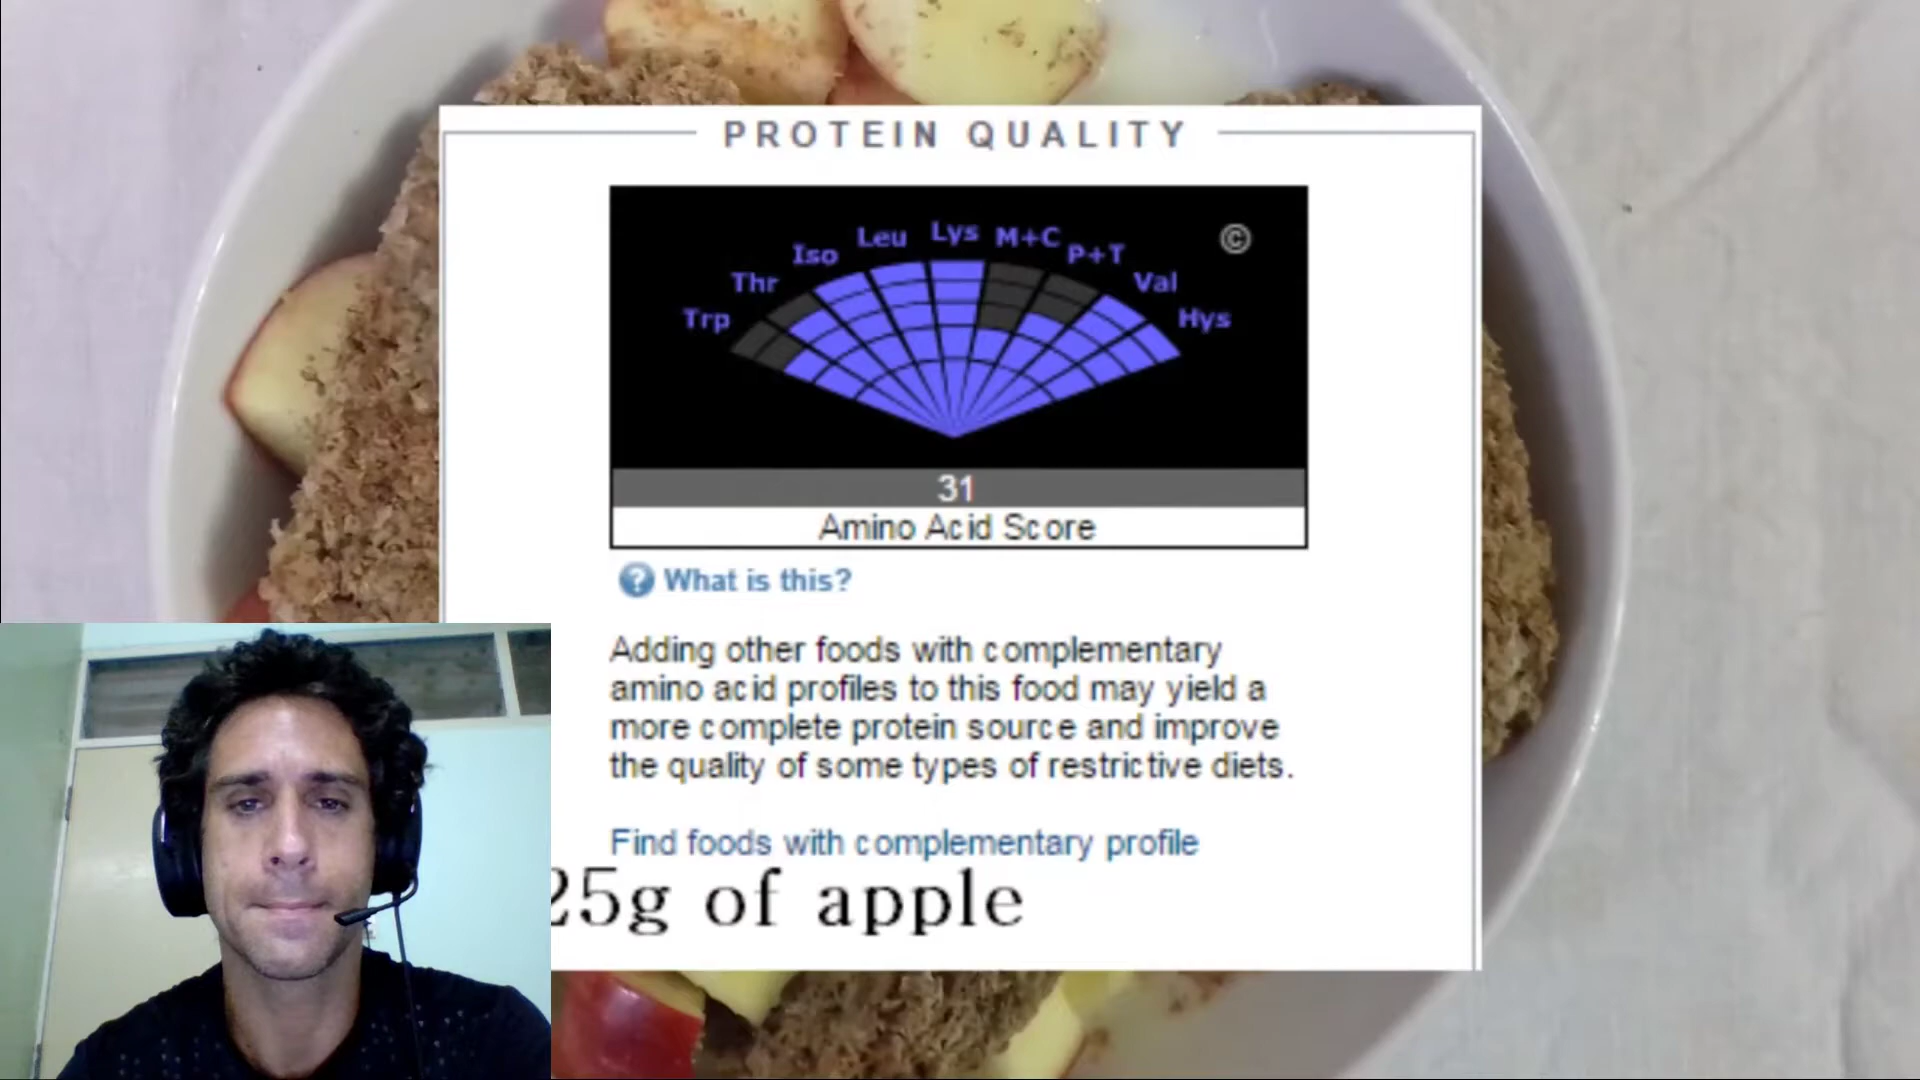 PROTEIN QUALITY
Trp Thr Iso Leu Lys M+C P+T Val Hys
©
31
Amino Acid Score
? What is this?
Adding other foods with complementary
amino acid profiles to this food may yield a
more complete protein source and improve
the quality of some types of restrictive diets.
Find foods with complementary profile
25g of apple